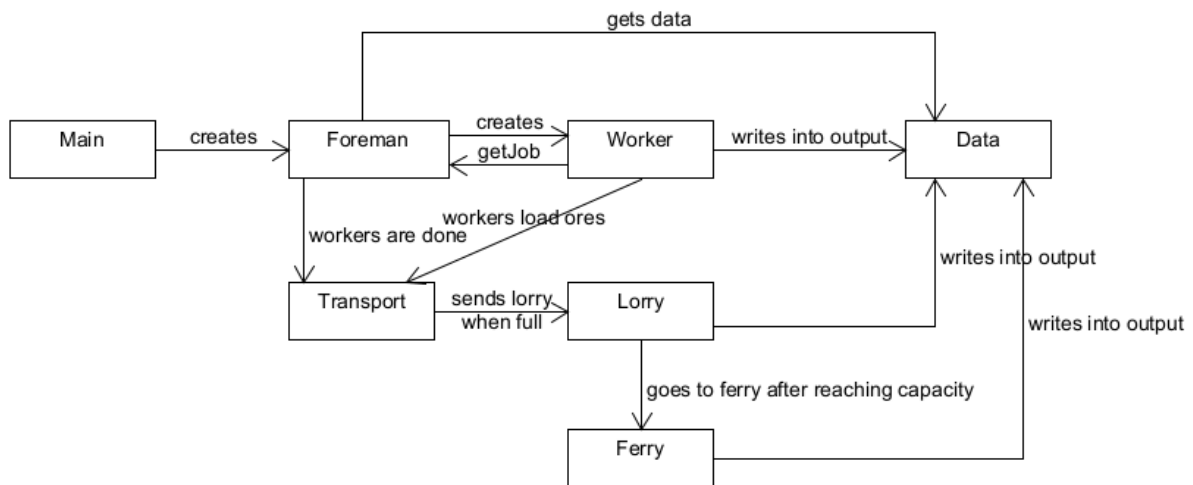 gets data
Main
creates
Foreman
creates
getJob
Worker
writes into output
Data
workers load ores
workers are done
Transport
sends lorry
when full
Lorry
writes into output
writes into output
goes to ferry after reaching capacity
Ferry